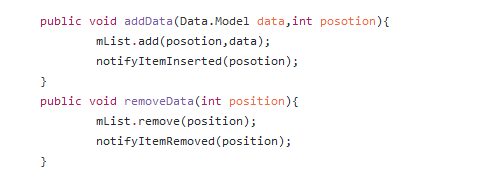 public void addData(Data.Model data,int posotion){
mList.add(posotion,data);
notifyItemInserted(posotion);
}
public void removeData(int position){
mList.remove(position);
notifyItemRemoved(position);
}